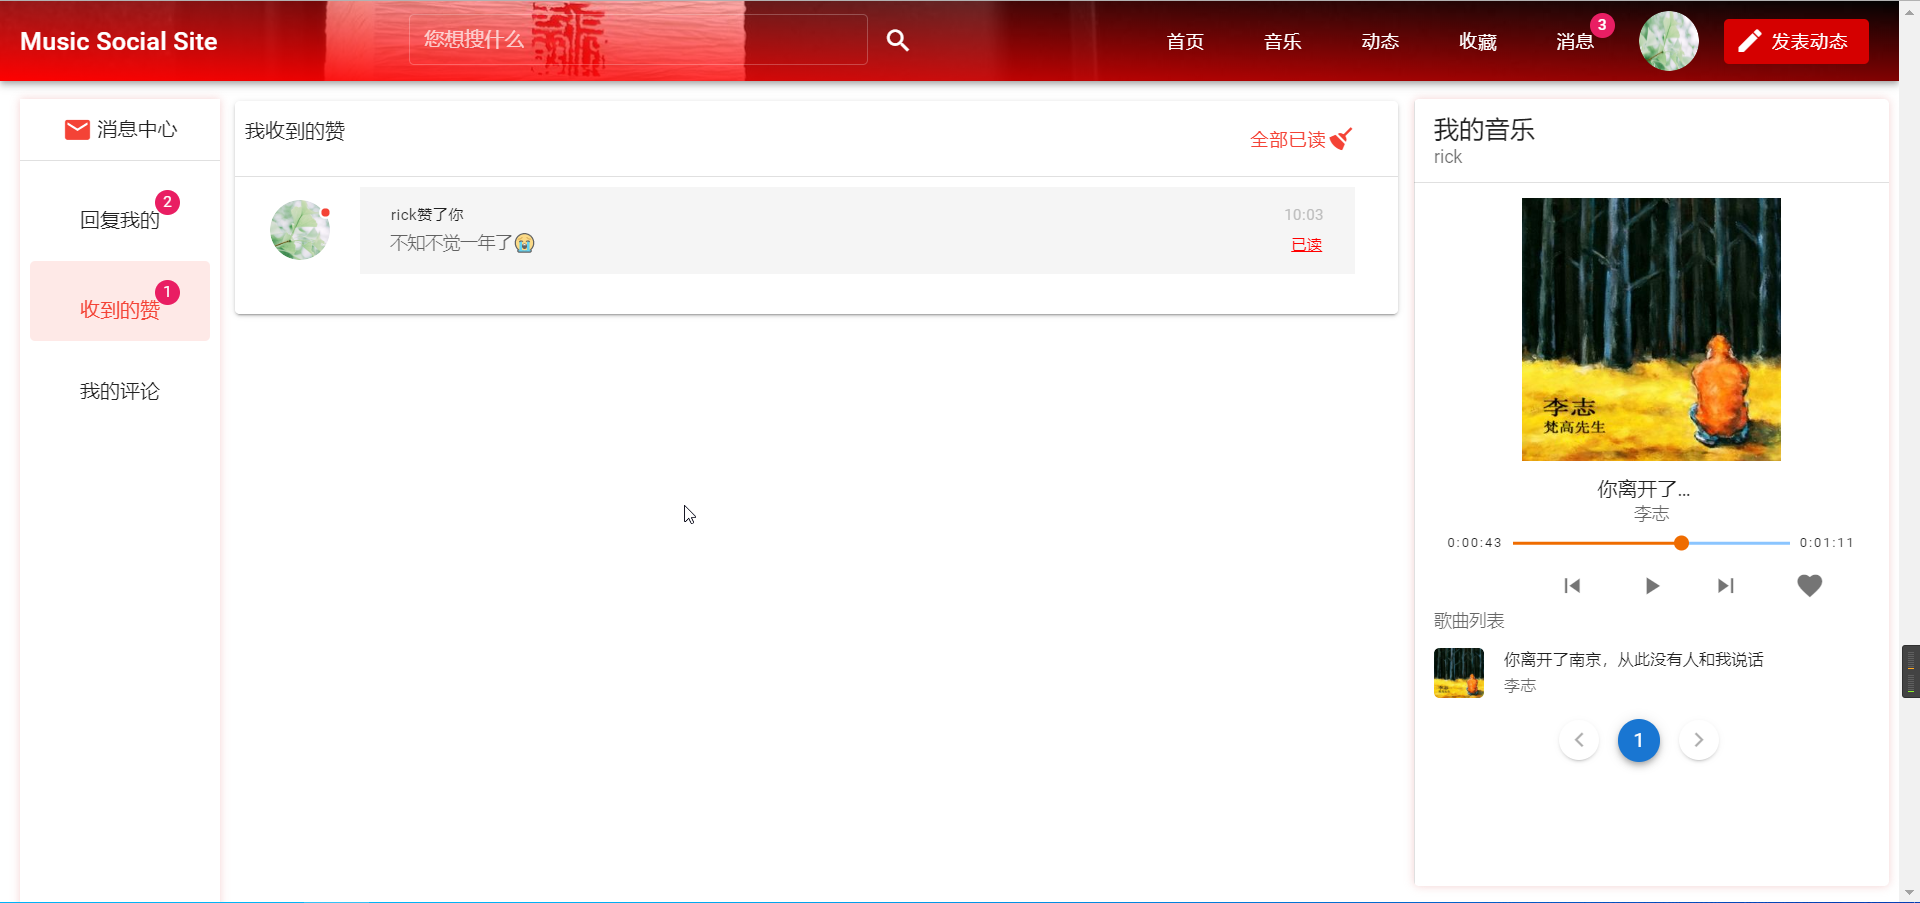 Music Social Site
您想搜什么
首页
音乐
动态
收藏
消息
3
发表动态
消息中心
回复我的
2
收到的赞
1
我的评论
我收到的赞
全部已读
rick赞了你
10:03
不知不觉一年了😭
已读
我的音乐
rick
李志
梵高先生
你离开了...
李志
0:00:43
0:01:11
歌曲列表
你离开了南京，从此没有人和我说话
李志
1